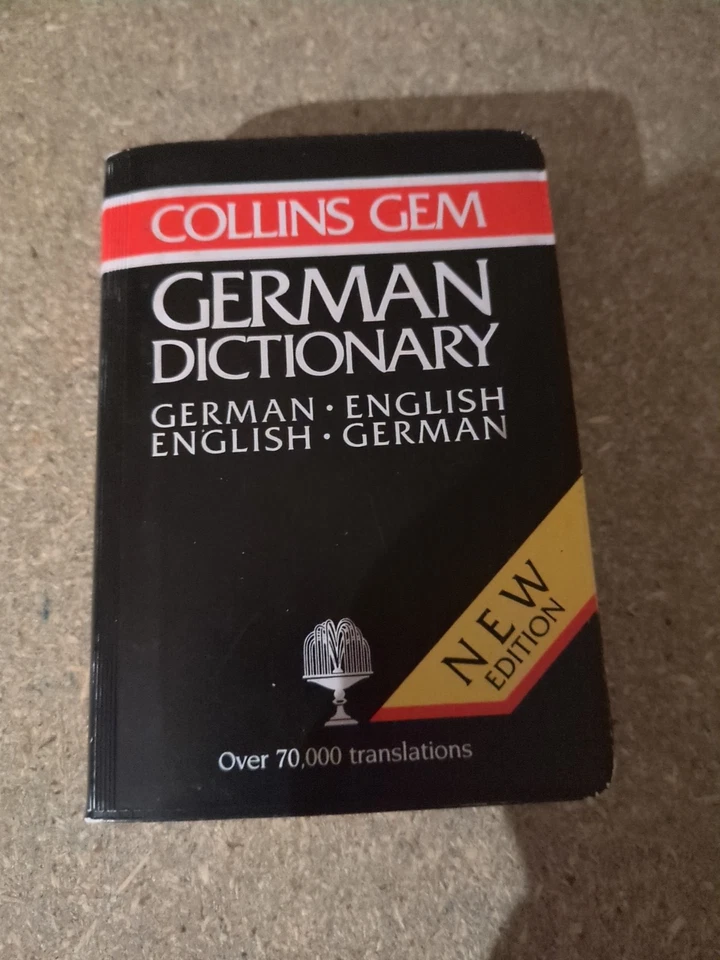 COLLINS GEM
GERMAN
DICTIONARY
GERMAN • ENGLISH
ENGLISH • GERMAN
NEW
EDITION
Over 70,000 translations